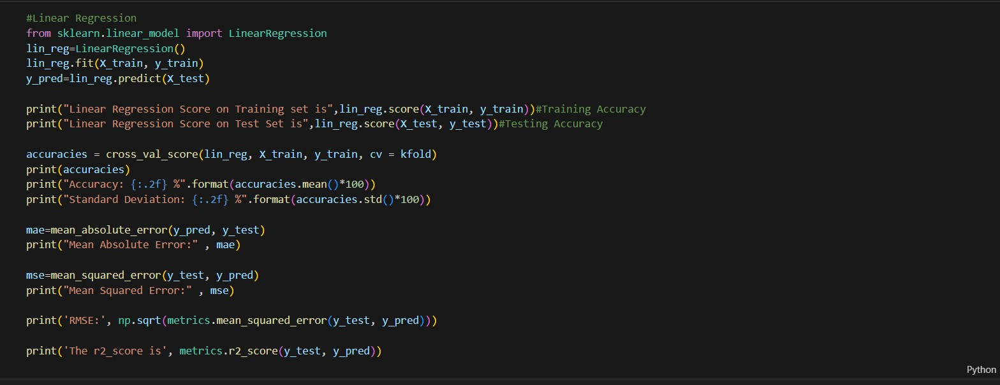 #Linear Regression
from sklearn.linear_model import LinearRegression
lin_reg=LinearRegression()
lin_reg.fit(X_train, y_train)
y_pred=lin_reg.predict(X_test)
print("Linear Regression Score on Training set is",lin_reg.score(X_train, y_train))#Training Accuracy
print("Linear Regression Score on Test Set is",lin_reg.score(X_test, y_test))#Testing Accuracy
accuracies = cross_val_score(lin_reg, X_train, y_train, cv = kfold)
print(accuracies)
print("Accuracy: {:.2f} %".format(accuracies.mean()*100))
print("Standard Deviation: {:.2f} %".format(accuracies.std()*100))
mae=mean_absolute_error(y_pred, y_test)
print("Mean Absolute Error:" , mae)
mse=mean_squared_error(y_test, y_pred)
print("Mean Squared Error:" , mse)
print('RMSE:', np.sqrt(metrics.mean_squared_error(y_test, y_pred)))
print('The r2_score is', metrics.r2_score(y_test, y_pred))
Python